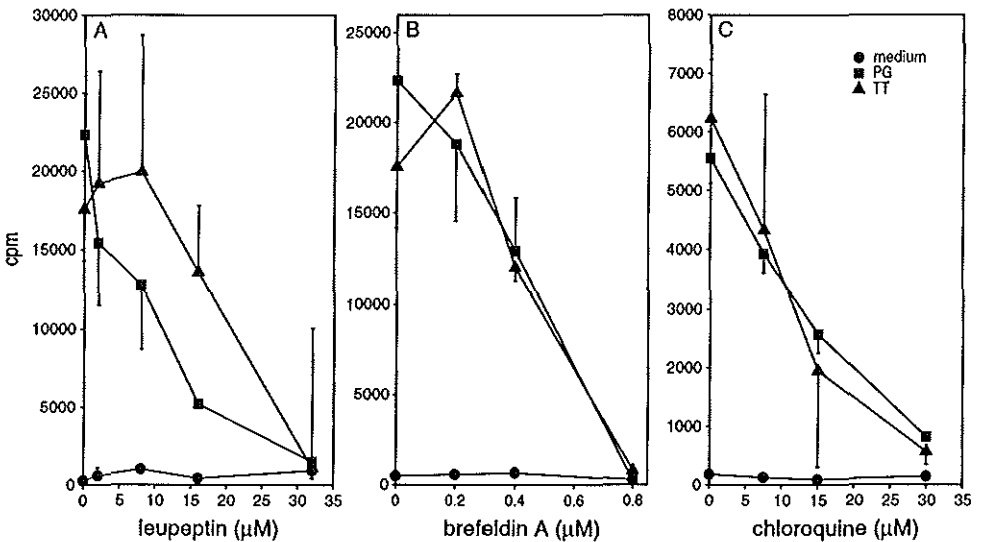 A
30000
25000
20000
15000
10000
5000
0
cpm
0 5 10 15 20 25 30 35
leupeptin (µM)
B
25000
20000
15000
10000
5000
0
0 0.2 0.4 0.6 0.8
brefeldin A (µM)
C
medium
PG
TT
8000
7000
6000
5000
4000
3000
2000
1000
0
0 5 10 15 20 25 30 35
chloroquine (µM)